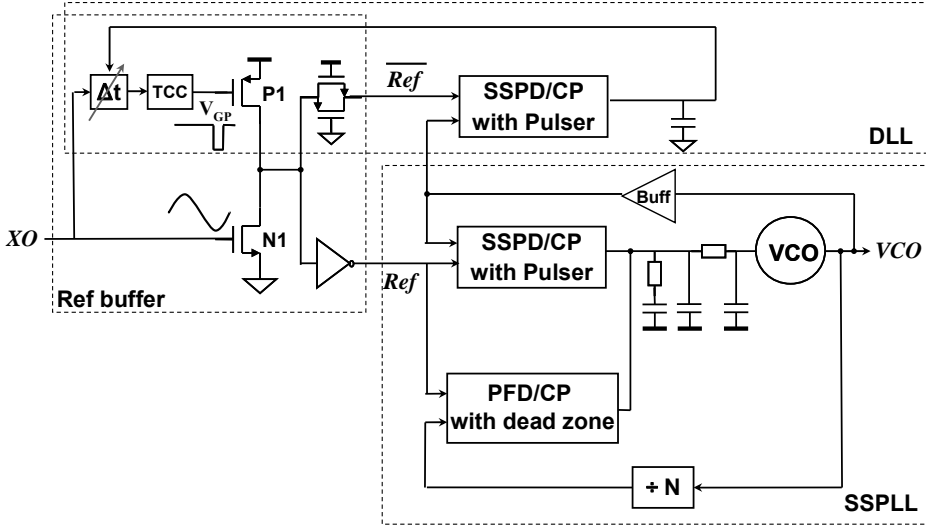 Δt
TCC
P1
V_GP
Ref
SSPD/CP
with Pulser
DLL
XO
N1
Ref buffer
Ref
Buff
SSPD/CP
with Pulser
VCO
VCO
PFD/CP
with dead zone
÷ N
SSPLL